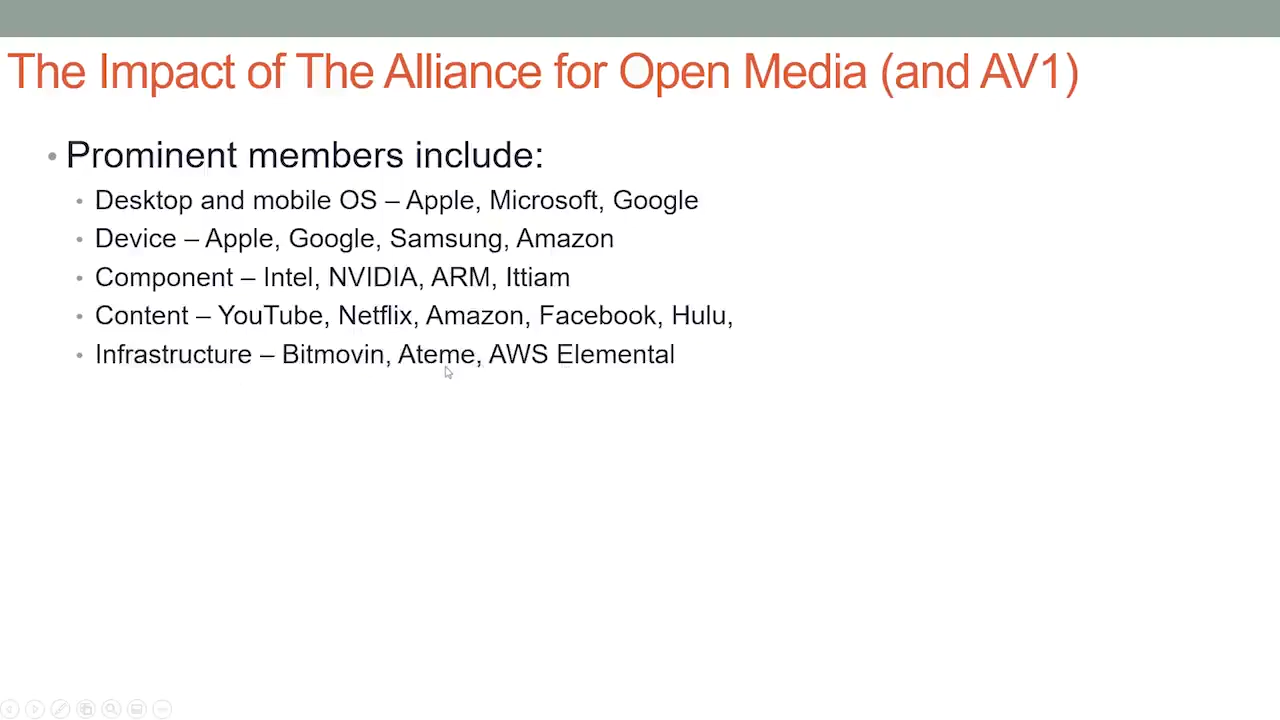 The Impact of The Alliance for Open Media (and AV1)
• Prominent members include:
• Desktop and mobile OS – Apple, Microsoft, Google
• Device – Apple, Google, Samsung, Amazon
• Component – Intel, NVIDIA, ARM, Ittiam
• Content – YouTube, Netflix, Amazon, Facebook, Hulu,
• Infrastructure – Bitmovin, Ateme, AWS Elemental